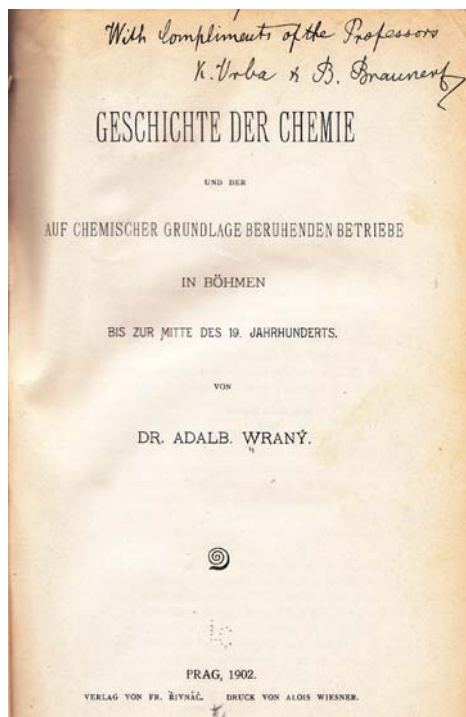 With Compliments of the Professors
K. Vrba & B. Brauner
GESCHICHTE DER CHEMIE
UND DER
AUF CHEMISCHER GRUNDLAGE BERUHENDEN BETRIEBE
IN BÖHMEN
BIS ZUR MITTE DES 19. JAHRHUNDERTS.
VON
DR. ADALB. WRANÝ.
PRAG, 1902.
VERLAG VON FR. ŘIVNÁČ. DRUCK VON ALOIS WIESNER.